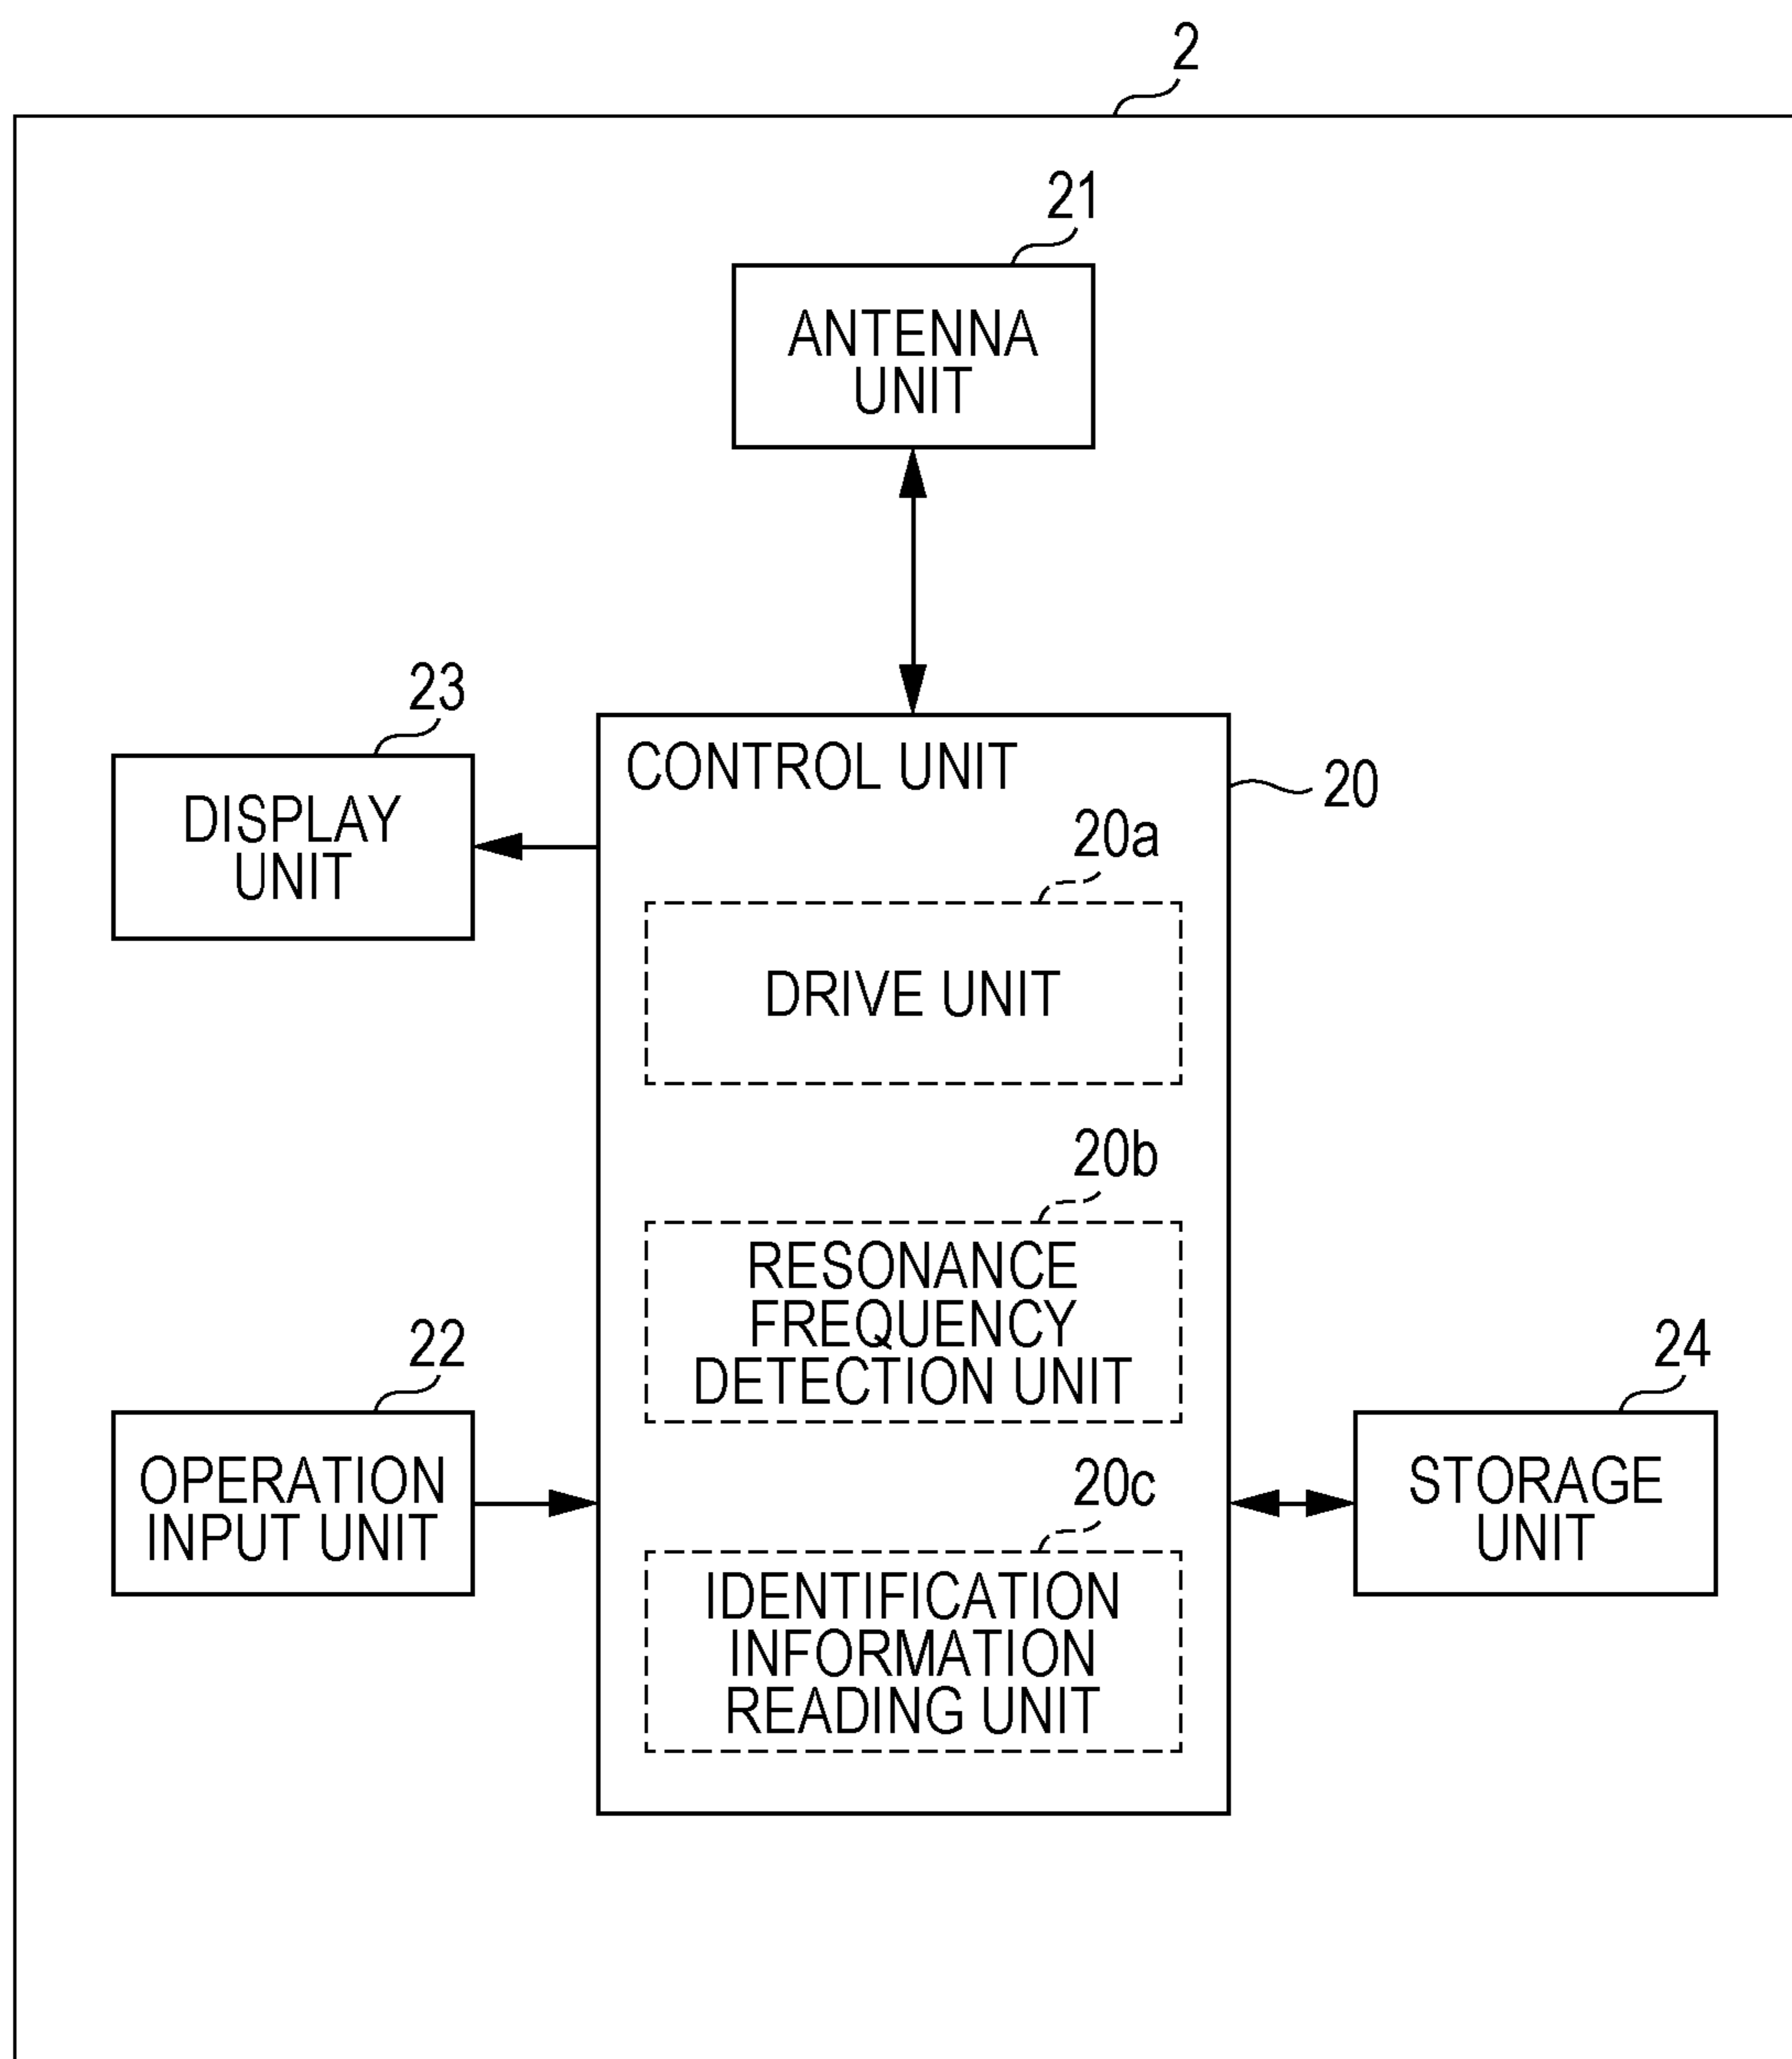 2
21
ANTENNA
UNIT
23
DISPLAY
UNIT
CONTROL UNIT
20
20a
DRIVE UNIT
20b
RESONANCE
FREQUENCY
DETECTION UNIT
22
OPERATION
INPUT UNIT
24
STORAGE
UNIT
20c
IDENTIFICATION
INFORMATION
READING UNIT